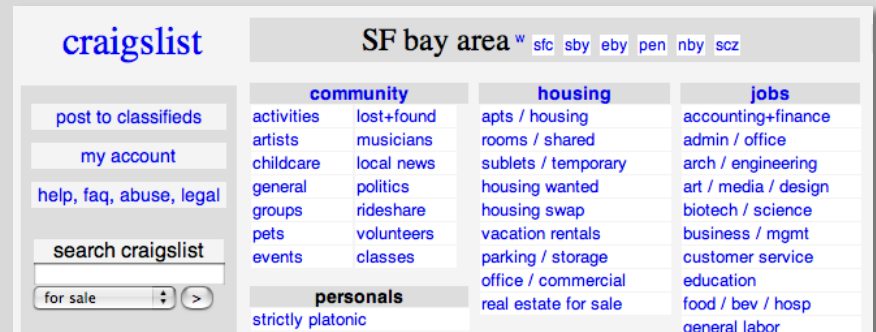 craigslist
post to classifieds
my account
help, faq, abuse, legal
search craigslist
for sale
>
SF bay area w sfc sby eby pen nby scz
community
activities lost+found
artists musicians
childcare local news
general politics
groups rideshare
pets volunteers
events classes
personals
strictly platonic
housing
apts / housing
rooms / shared
sublets / temporary
housing wanted
housing swap
vacation rentals
parking / storage
office / commercial
real estate for sale
jobs
accounting+finance
admin / office
arch / engineering
art / media / design
biotech / science
business / mgmt
customer service
education
food / bev / hosp
general labor